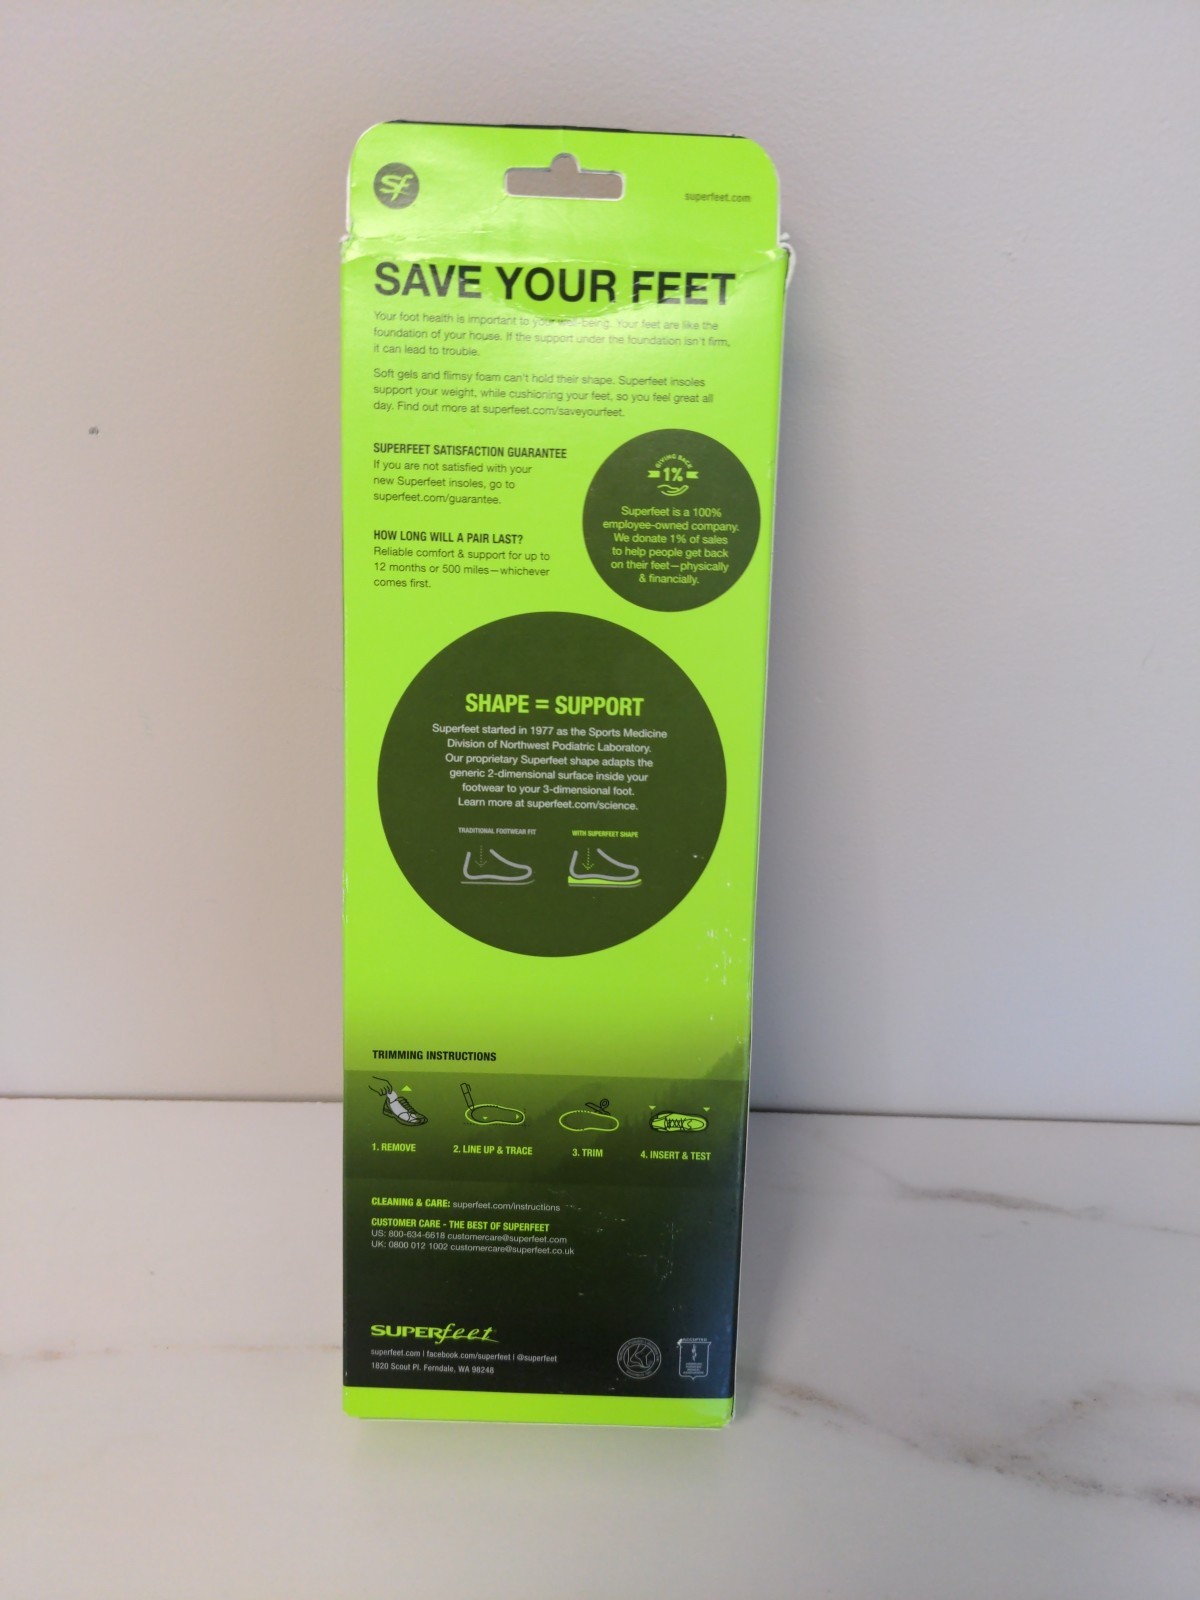 Sf
superfeet.com
SAVE YOUR FEET
Your foot health is important to your well-being. Your feet are like the
foundation of your house. If the support under the foundation isn't firm,
it can lead to trouble.
Soft gels and flimsy foam can't hold their shape. Superfeet insoles
support your weight, while cushioning your feet, so you feel great all
day. Find out more at superfeet.com/saveyourfeet.
SUPERFEET SATISFACTION GUARANTEE
If you are not satisfied with your
new Superfeet insoles, go to
superfeet.com/guarantee.
HOW LONG WILL A PAIR LAST?
Reliable comfort & support for up to
12 months or 500 miles—whichever
comes first.
GIVING BACK
1%
Superfeet is a 100%
employee-owned company.
We donate 1% of sales
to help people get back
on their feet—physically
& financially.
SHAPE = SUPPORT
Superfeet started in 1977 as the Sports Medicine
Division of Northwest Podiatric Laboratory.
Our proprietary Superfeet shape adapts the
generic 2-dimensional surface inside your
footwear to your 3-dimensional foot.
Learn more at superfeet.com/science.
TRADITIONAL FOOTWEAR FIT
WITH SUPERFEET SHAPE
TRIMMING INSTRUCTIONS
1. REMOVE
2. LINE UP & TRACE
3. TRIM
4. INSERT & TEST
CLEANING & CARE: superfeet.com/instructions
CUSTOMER CARE - THE BEST OF SUPERFEET
US: 800-634-6618 customercare@superfeet.com
UK: 0800 012 1002 customercare@superfeet.co.uk
SUPERfeet
superfeet.com | facebook.com/superfeet | @superfeet
1820 Scout Pl. Ferndale, WA 98248
ACCEPTED